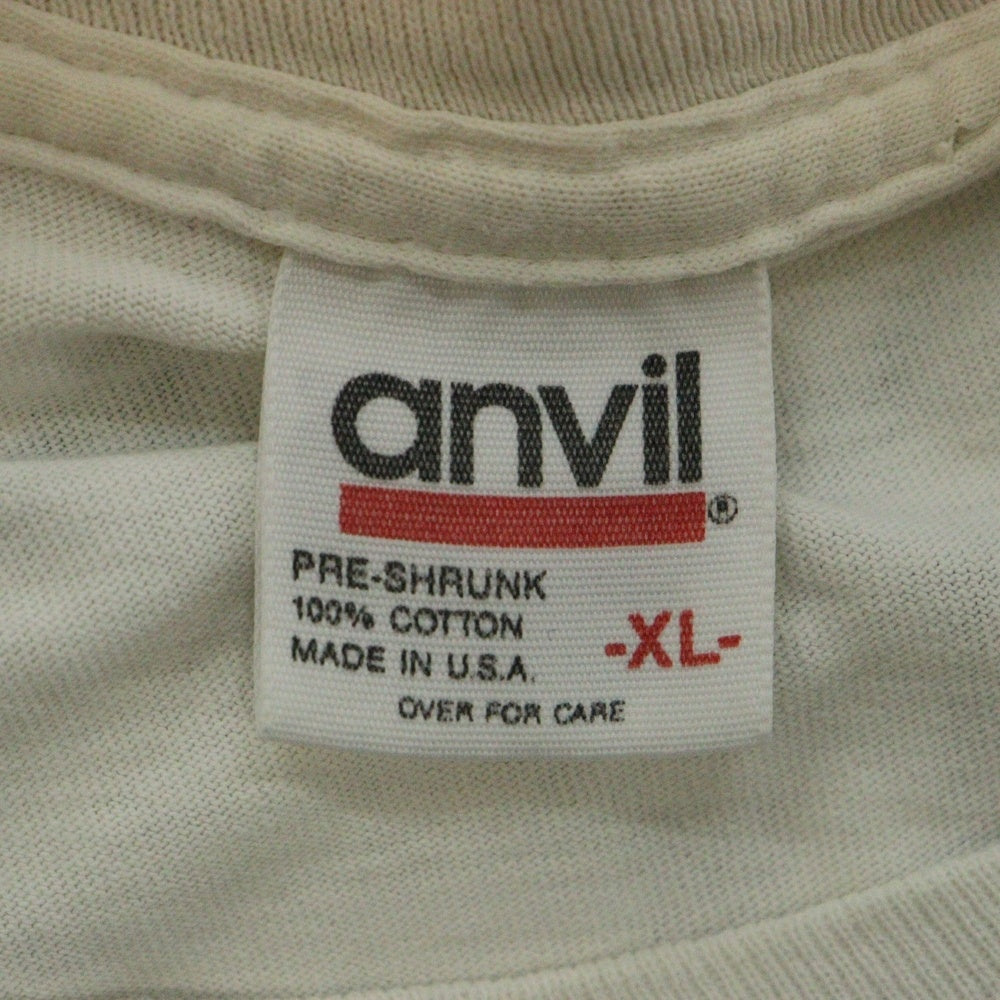 anvil®
PRE-SHRUNK
100% COTTON
MADE IN U.S.A.
-XL-
OVER FOR CARE